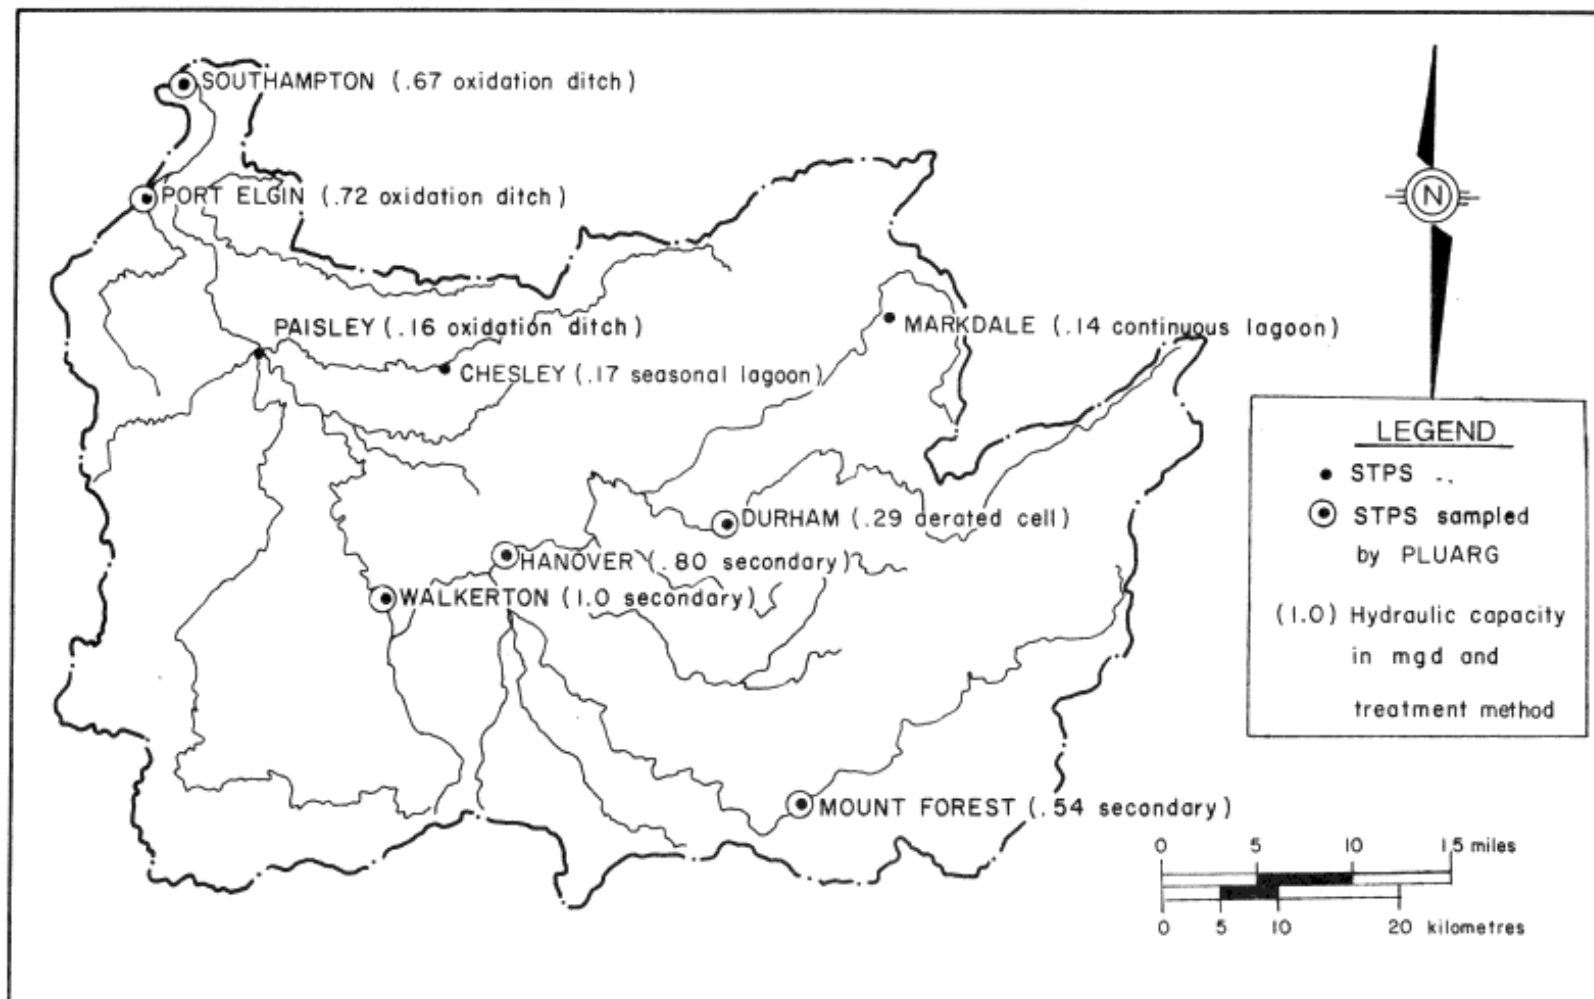 SOUTHAMPTON (.67 oxidation ditch)
PORT ELGIN (.72 oxidation ditch)
N
PAISLEY (.16 oxidation ditch)
MARKDALE (.14 continuous lagoon)
CHESLEY (.17 seasonal lagoon)
DURHAM (.29 aerated cell)
HANOVER (.80 secondary)
WALKERTON (1.0 secondary)
MOUNT FOREST (.54 secondary)
LEGEND
STPS
STPS sampled
by PLUARG
(1.0) Hydraulic capacity
in mgd and
treatment method
0 5 10 15 miles
0 5 10 20 kilometres